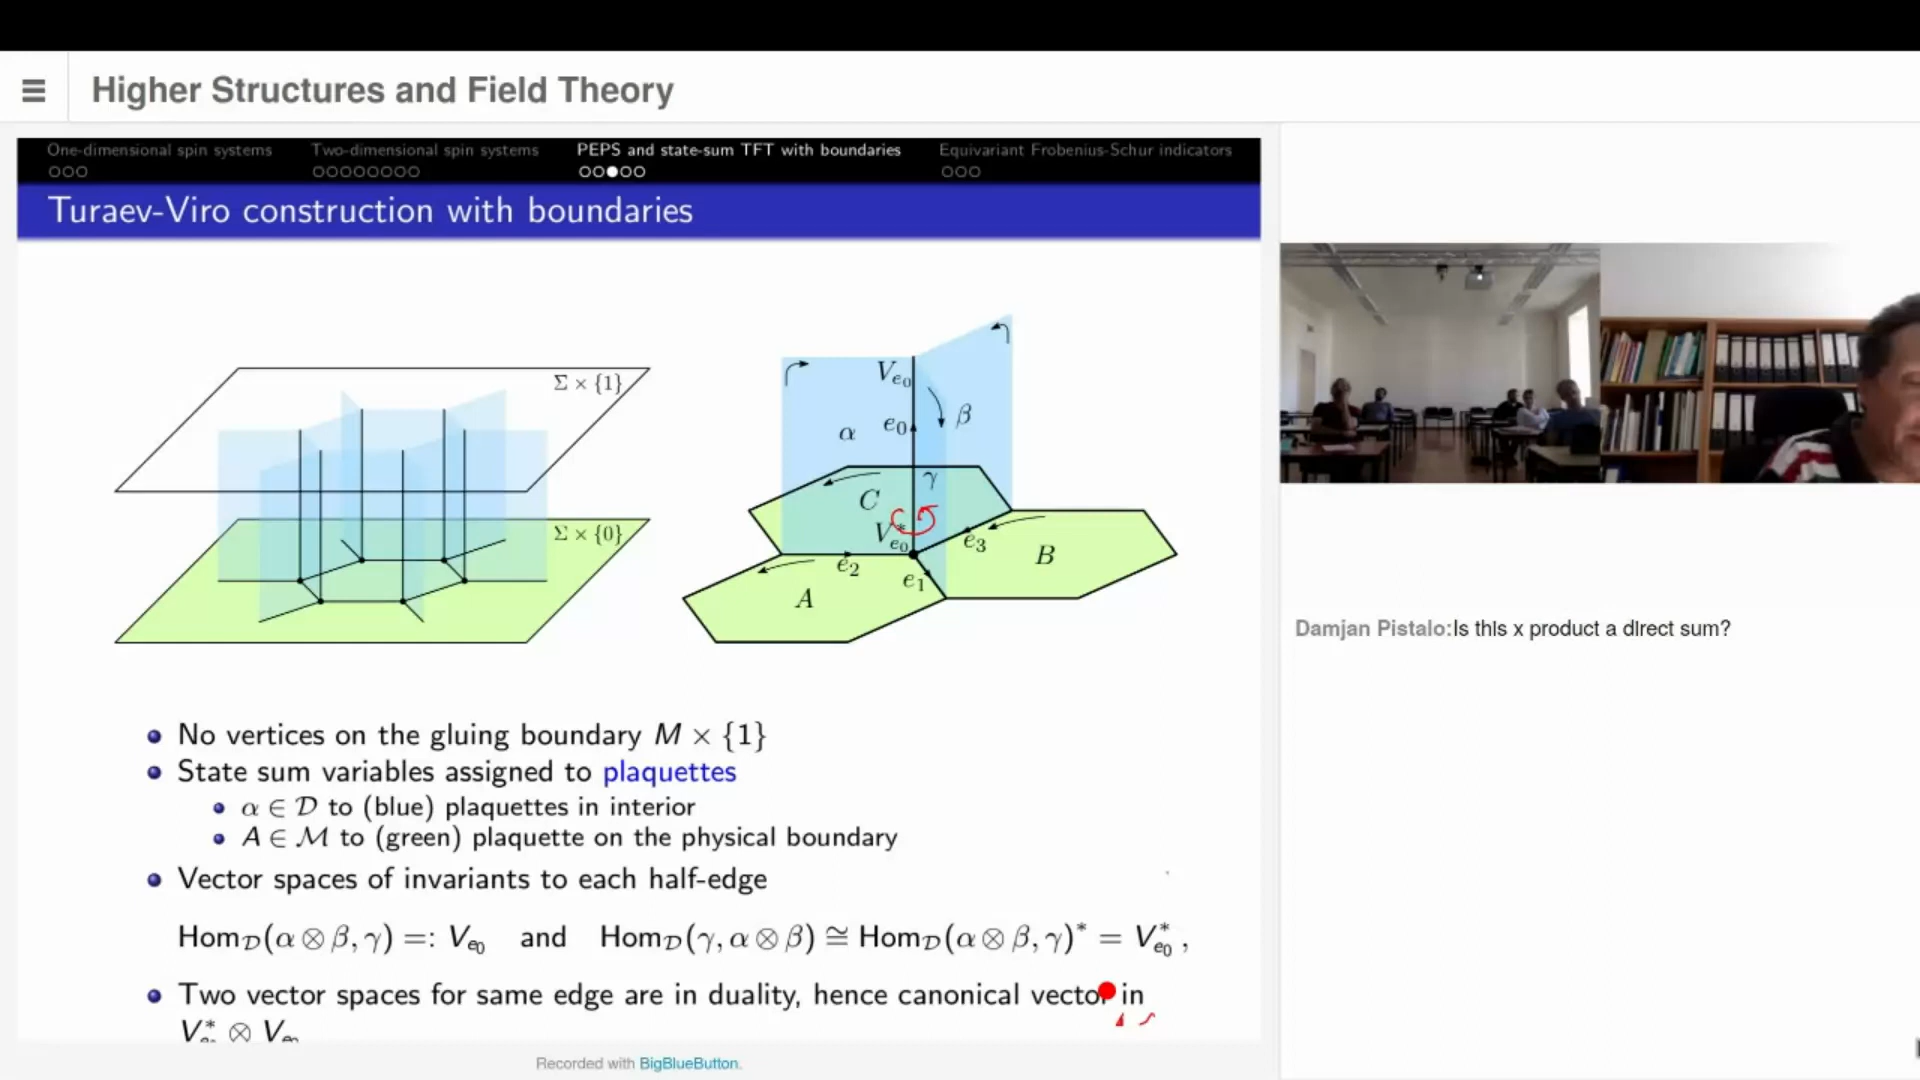 Higher Structures and Field Theory
One-dimensional spin systems
Two-dimensional spin systems
PEPS and state-sum TFT with boundaries
Equivariant Frobenius-Schur indicators
Turaev-Viro construction with boundaries
Σ × {1}
Σ × {0}
V_{e_0}
α
e_0
β
γ
C
V^*_{e_0}
e_2
e_3
e_1
A
B
No vertices on the gluing boundary M × {1}
State sum variables assigned to plaquettes
α ∈ 𝒟 to (blue) plaquettes in interior
A ∈ ℳ to (green) plaquette on the physical boundary
Vector spaces of invariants to each half-edge
Hom_𝒟(α ⊗ β, γ) =: V_{e_0} and Hom_𝒟(γ, α ⊗ β) ≅ Hom_𝒟(α ⊗ β, γ)^* = V^*_{e_0} ,
Two vector spaces for same edge are in duality, hence canonical vector in
V^*_{e_0} ⊗ V_{e_0}
Recorded with BigBlueButton.
Damjan Pistalo:Is this x product a direct sum?